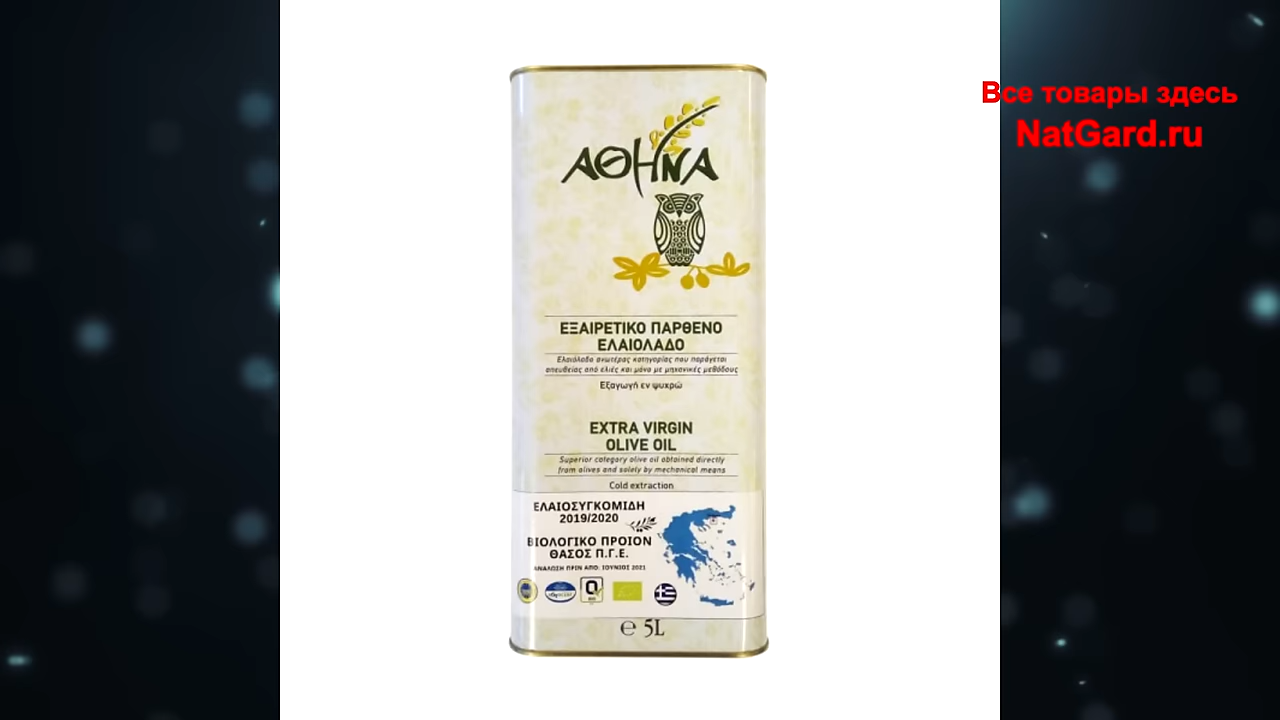 Все товары здесь
NatGard.ru
ΑΘΗΝΑ
ΕΞΑΙΡΕΤΙΚΟ ΠΑΡΘΕΝΟ
ΕΛΑΙΟΛΑΔΟ
Ελαιόλαδο ανωτέρας κατηγορίας που παράγεται
απευθείας από ελιές και μόνο με μηχανικές μεθόδους
Εξαγωγή εν ψυχρώ
EXTRA VIRGIN
OLIVE OIL
Superior category olive oil obtained directly
from olives and solely by mechanical means
Cold extraction
ΕΛΑΙΟΣΥΓΚΟΜΙΔΗ
2019/2020
ΒΙΟΛΟΓΙΚΟ ΠΡΟΙΟΝ
ΘΑΣΟΣ Π.Γ.Ε.
ΑΝΑΛΩΣΗ ΠΡΙΝ ΑΠΟ: ΙΟΥΝΙΟΣ 2021
℮ 5L